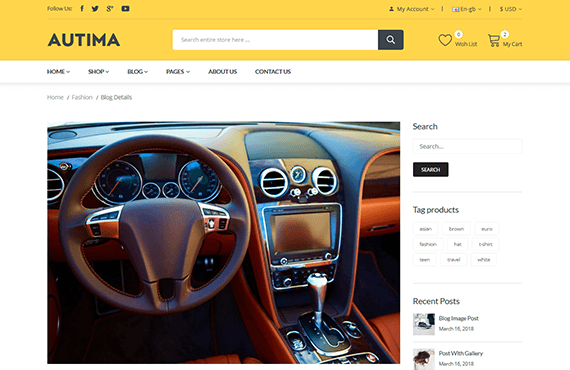 Follow Us:
My Account
En-gb
$ USD
AUTIMA
Search entire store here ...
0
Wish List
2
My Cart
HOME
SHOP
BLOG
PAGES
ABOUT US
CONTACT US
Home / Fashion / Blog Details
Search
Search...
SEARCH
Tag products
asian brown euro
fashion hat t-shirt
teen travel white
Recent Posts
Blog Image Post
March 16, 2018
Post With Gallery
March 16, 2018